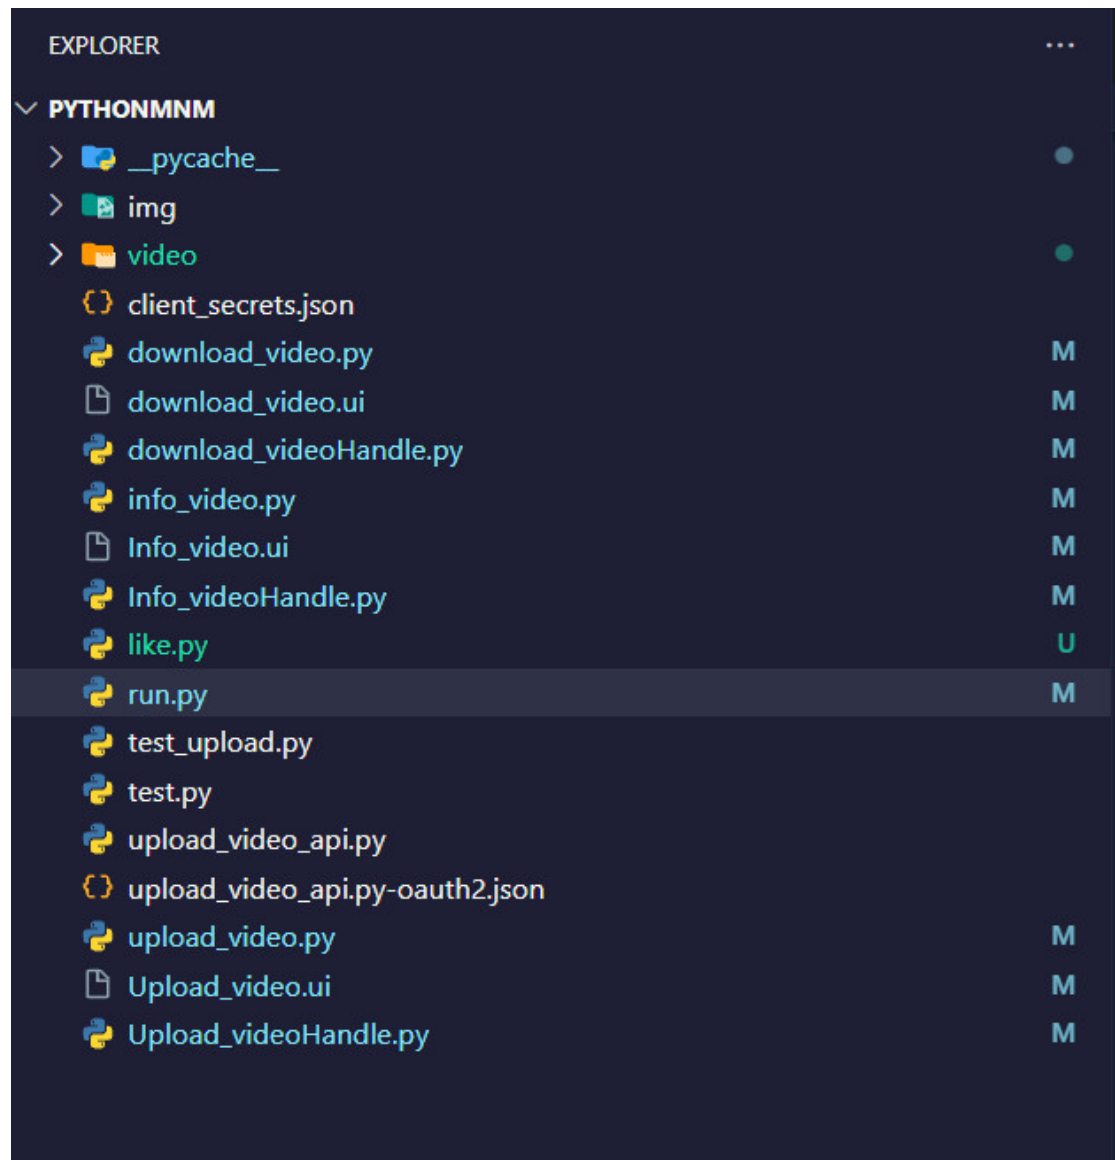 EXPLORER ...
PYTHONMNM
__pycache__
img
video
client_secrets.json
download_video.py M
download_video.ui M
download_videoHandle.py M
info_video.py M
Info_video.ui M
Info_videoHandle.py M
like.py U
run.py M
test_upload.py
test.py
upload_video_api.py
upload_video_api.py-oauth2.json
upload_video.py M
Upload_video.ui M
Upload_videoHandle.py M